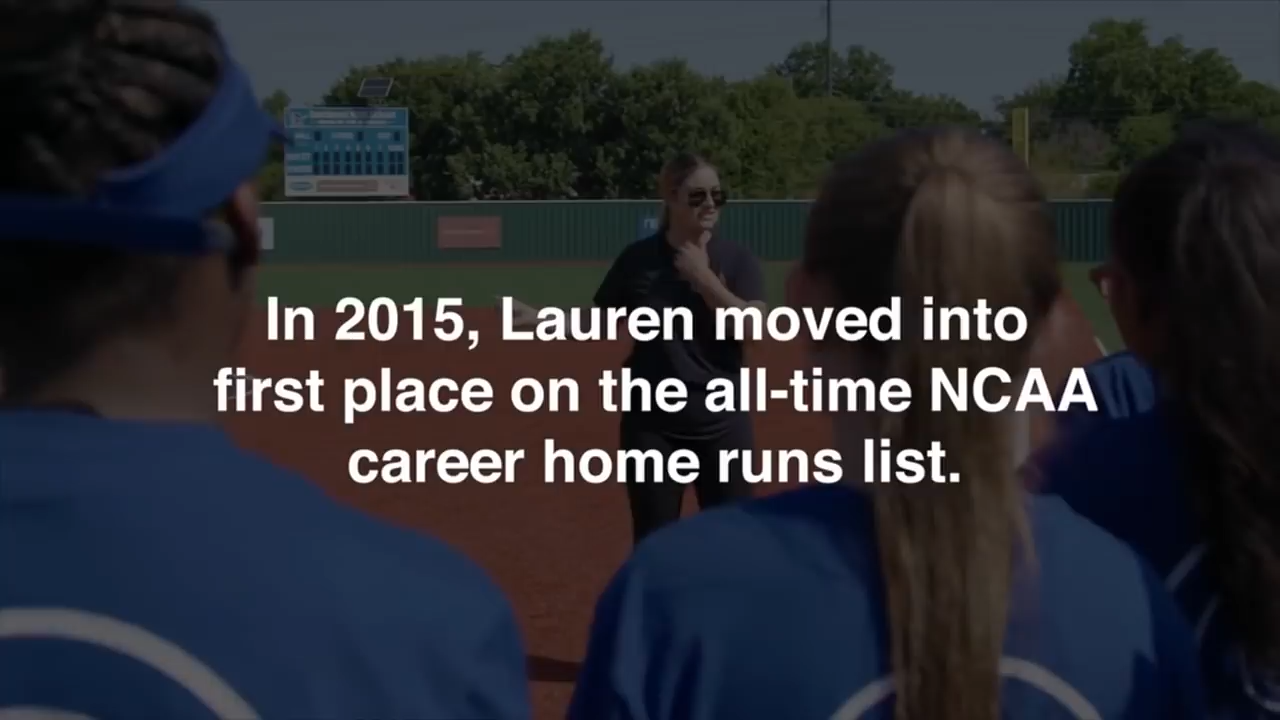 In 2015, Lauren moved into
first place on the all-time NCAA
career home runs list.